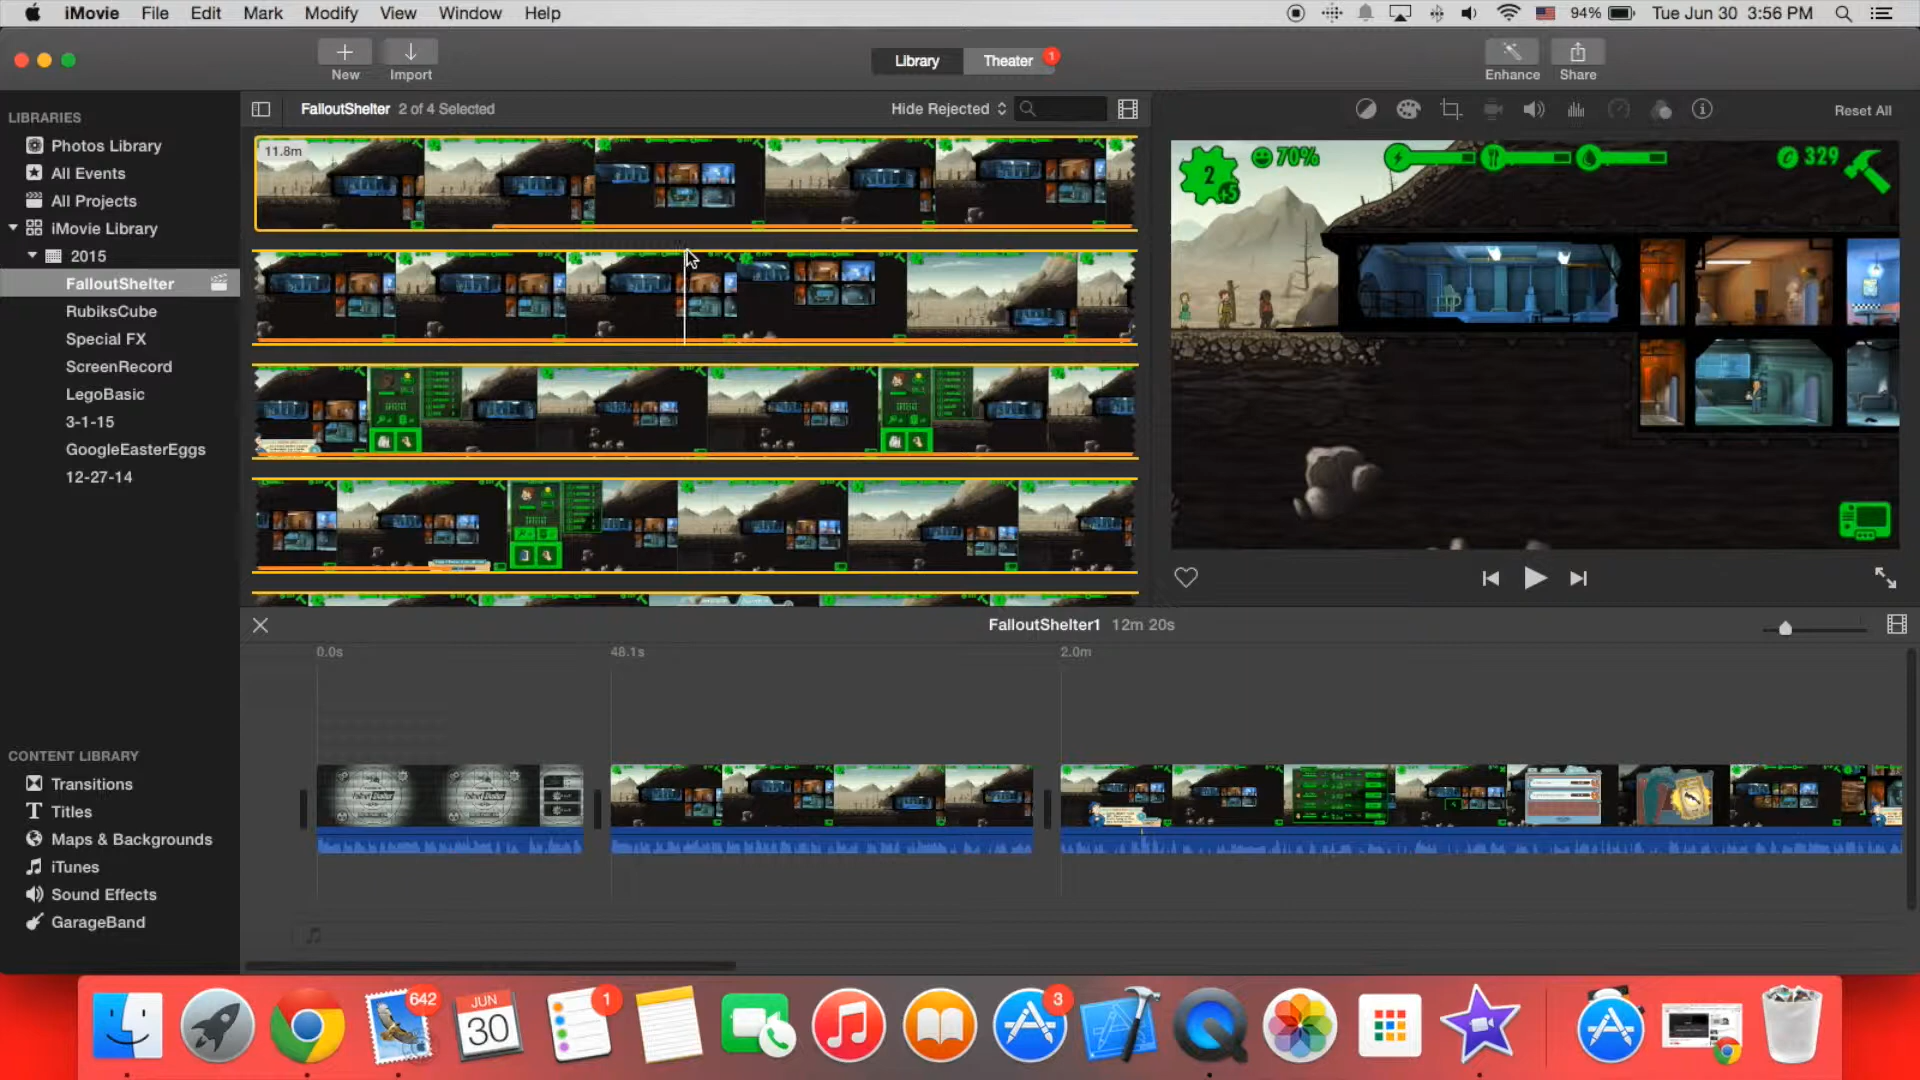 iMovie File Edit Mark Modify View Window Help 94% Tue Jun 30 3:56 PM
New Import Library Theater 1 Enhance Share
LIBRARIES
FalloutShelter 2 of 4 Selected Hide Rejected Reset All
Photos Library
All Events
All Projects
iMovie Library
2015
FalloutShelter
RubiksCube
Special FX
ScreenRecord
LegoBasic
3-1-15
GoogleEasterEggs
12-27-14
11.8m
2 70% 329
FalloutShelter1 12m 20s
0.0s 48.1s 2.0m
CONTENT LIBRARY
Transitions
Titles
Maps & Backgrounds
iTunes
Sound Effects
GarageBand
642 JUN 30 1 3